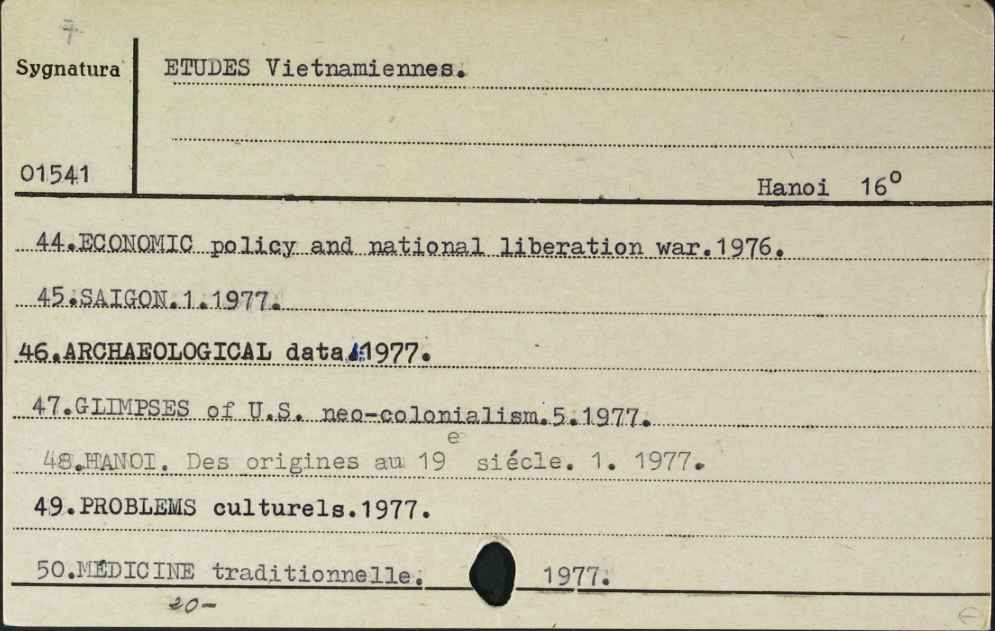 7
Sygnatura
ETUDES Vietnamiennes.
01541
Hanoi 16°
44.ECONOMIC policy and national liberation war.1976.
45.SAIGON.1.1977.
46.ARCHAEOLOGICAL data.1977.
47.GLIMPSES of U.S. neo-colonialism.5.1977.
48.HANOI. Des origines au 19e siécle. 1. 1977.
49.PROBLEMS culturels.1977.
50.MÉDICINE traditionnelle. 1977.
20-